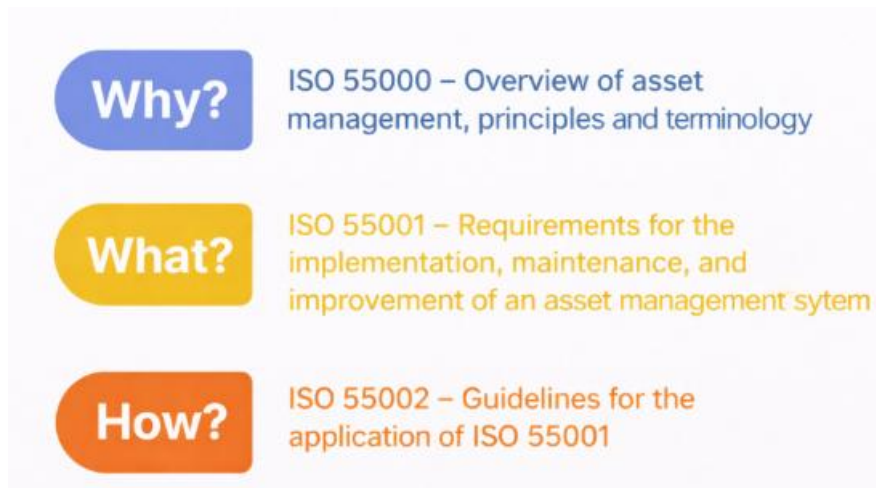 Why?
ISO 55000 – Overview of asset
management, principles and terminology
What?
ISO 55001 – Requirements for the
implementation, maintenance, and
improvement of an asset management sytem
How?
ISO 55002 – Guidelines for the
application of ISO 55001